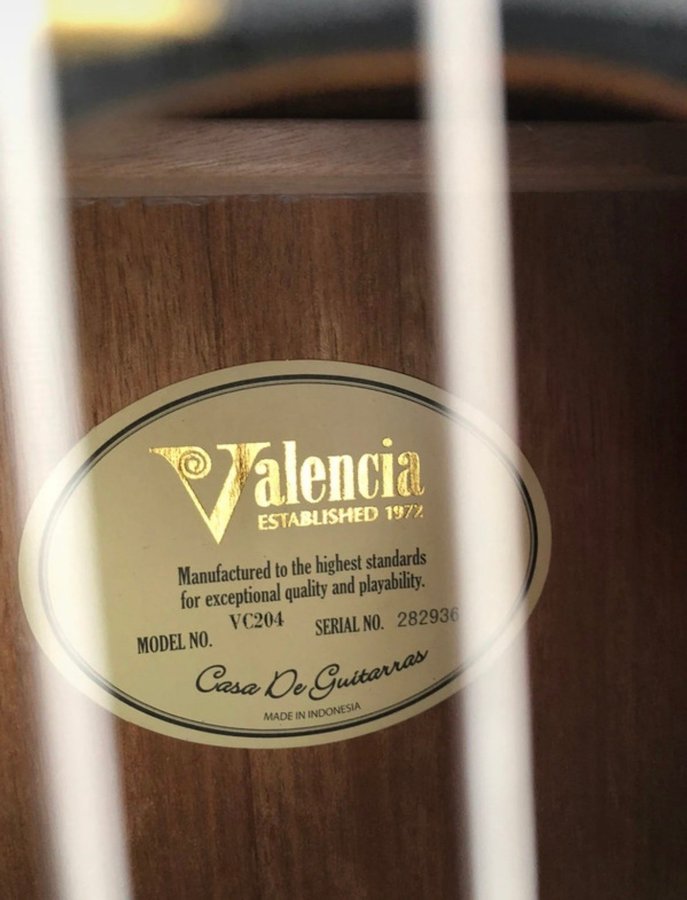 Valencia
ESTABLISHED 1972
Manufactured to the highest standards
for exceptional quality and playability.
MODEL NO. VC204 SERIAL NO. 282936
Casa De Guitarras
MADE IN INDONESIA